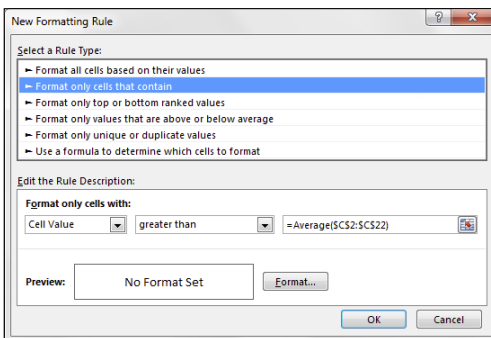 New Formatting Rule
Select a Rule Type:
► Format all cells based on their values
► Format only cells that contain
► Format only top or bottom ranked values
► Format only values that are above or below average
► Format only unique or duplicate values
► Use a formula to determine which cells to format
Edit the Rule Description:
Format only cells with:
Cell Value greater than =Average($C$2:$C$22)
Preview: No Format Set Format...
OK Cancel